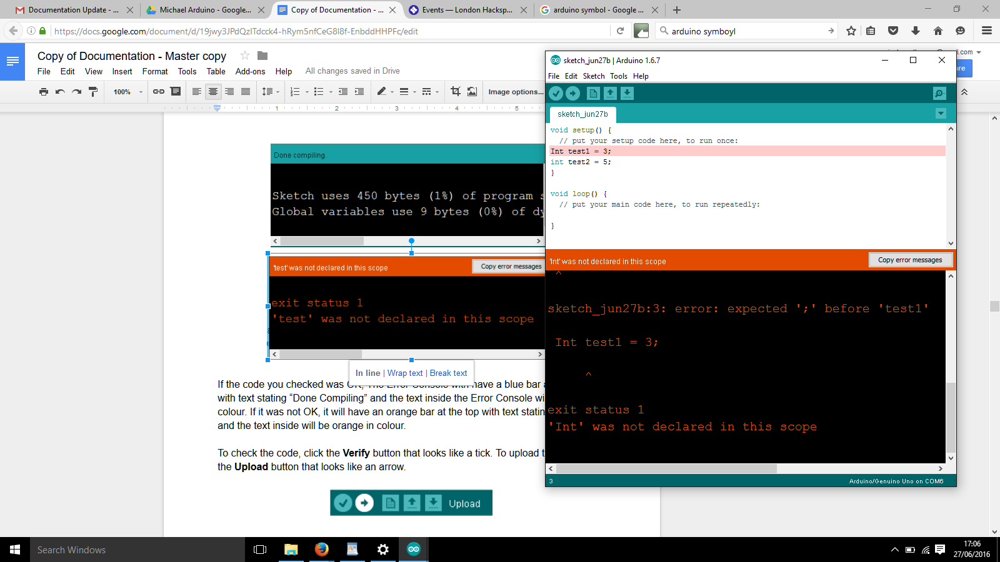 Documentation Update - ...
Michael Arduino - Google...
Copy of Documentation - ...
Events — London Hacksp...
arduino symbol - Google ...
https://docs.google.com/document/d/19jwy3JPdQzITdcck4-hRym5nfCeG8l8f-EnbddHHPFc/edit
arduino symboyl
Copy of Documentation - Master copy
File Edit View Insert Format Tools Table Add-ons Help All changes saved in Drive
100%
Image options...
1 2 3 4 5
Done compiling.
Sketch uses 450 bytes (1%) of program s
Global variables use 9 bytes (0%) of dy
'test' was not declared in this scope
Copy error messages
exit status 1
'test' was not declared in this scope
In line | Wrap text | Break text
If the code you checked was OK, The Error Console with have a blue bar
with text stating “Done Compiling” and the text inside the Error Console wi
colour. If it was not OK, it will have an orange bar at the top with text statin
and the text inside will be orange in colour.
To check the code, click the Verify button that looks like a tick. To upload t
the Upload button that looks like an arrow.
Upload
sketch_jun27b | Arduino 1.6.7
File Edit Sketch Tools Help
sketch_jun27b
void setup() {
// put your setup code here, to run once:
Int test1 = 3;
int test2 = 5;
}
void loop() {
// put your main code here, to run repeatedly:
}
'Int' was not declared in this scope
Copy error messages
^
sketch_jun27b:3: error: expected ';' before 'test1'
Int test1 = 3;
^
exit status 1
'Int' was not declared in this scope
3
Arduino/Genuino Uno on COM6
Search Windows
17:06
27/06/2016